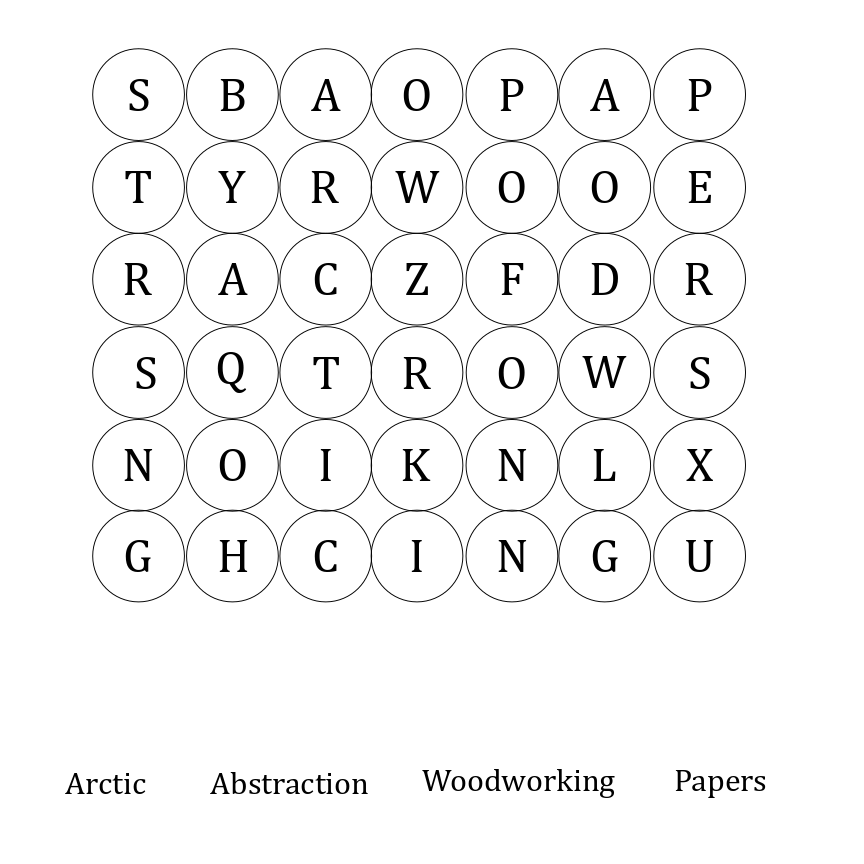 S B A O P A P
T Y R W O O E
R A C Z F D R
S Q T R O W S
N O I K N L X
G H C I N G U
Arctic Abstraction Woodworking Papers